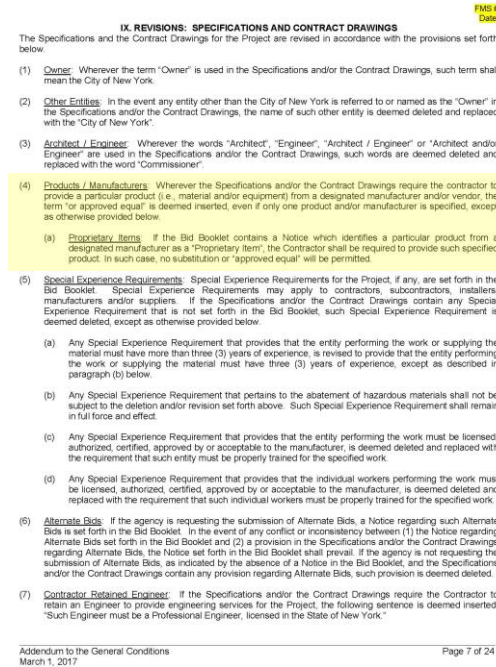 FMS #
Date
IX. REVISIONS: SPECIFICATIONS AND CONTRACT DRAWINGS
The Specifications and the Contract Drawings for the Project are revised in accordance with the provisions set forth
below.
(1) Owner: Wherever the term “Owner” is used in the Specifications and/or the Contract Drawings, such term shal
mean the City of New York.
(2) Other Entities: In the event any entity other than the City of New York is referred to or named as the “Owner” in
the Specifications and/or the Contract Drawings, the name of such other entity is deemed deleted and replaced
with the “City of New York”.
(3) Architect / Engineer: Wherever the words “Architect”, “Engineer”, “Architect / Engineer” or “Architect and/or
Engineer” are used in the Specifications and/or the Contract Drawings, such words are deemed deleted and
replaced with the word “Commissioner”.
(4) Products / Manufacturers: Wherever the Specifications and/or the Contract Drawings require the contractor to
provide a particular product (i.e., material and/or equipment) from a designated manufacturer and/or vendor, the
term “or approved equal” is deemed inserted, even if only one product and/or manufacturer is specified, except
as otherwise provided below.
(a) Proprietary Items: If the Bid Booklet contains a Notice which identifies a particular product from a
designated manufacturer as a “Proprietary Item”, the Contractor shall be required to provide such specified
product. In such case, no substitution or “approved equal” will be permitted.
(5) Special Experience Requirements: Special Experience Requirements for the Project, if any, are set forth in the
Bid Booklet. Special Experience Requirements may apply to contractors, subcontractors, installers
manufacturers and/or suppliers. If the Specifications and/or the Contract Drawings contain any Special
Experience Requirement that is not set forth in the Bid Booklet, such Special Experience Requirement is
deemed deleted, except as otherwise provided below.
(a) Any Special Experience Requirement that provides that the entity performing the work or supplying the
material must have more than three (3) years of experience, is revised to provide that the entity performing
the work or supplying the material must have three (3) years of experience, except as described in
paragraph (b) below.
(b) Any Special Experience Requirement that pertains to the abatement of hazardous materials shall not be
subject to the deletion and/or revision set forth above. Such Special Experience Requirement shall remain
in full force and effect.
(c) Any Special Experience Requirement that provides that the entity performing the work must be licensed
authorized, certified, approved by or acceptable to the manufacturer, is deemed deleted and replaced with
the requirement that such entity must be properly trained for the specified work.
(d) Any Special Experience Requirement that provides that the individual workers performing the work mus
be licensed, authorized, certified, approved by or acceptable to the manufacturer, is deemed deleted and
replaced with the requirement that such individual workers must be properly trained for the specified work.
(6) Alternate Bids: If the agency is requesting the submission of Alternate Bids, a Notice regarding such Alternate
Bids is set forth in the Bid Booklet. In the event of any conflict or inconsistency between (1) the Notice regarding
Alternate Bids set forth in the Bid Booklet and (2) a provision in the Specifications and/or the Contract Drawings
regarding Alternate Bids, the Notice set forth in the Bid Booklet shall prevail. If the agency is not requesting the
submission of Alternate Bids, as indicated by the absence of a Notice in the Bid Booklet, and the Specifications
and/or the Contract Drawings contain any provision regarding Alternate Bids, such provision is deemed deleted.
(7) Contractor Retained Engineer: If the Specifications and/or the Contract Drawings require the Contractor to
retain an Engineer to provide engineering services for the Project, the following sentence is deemed inserted
“Such Engineer must be a Professional Engineer, licensed in the State of New York.”
Addendum to the General Conditions
Page 7 of 24
March 1, 2017